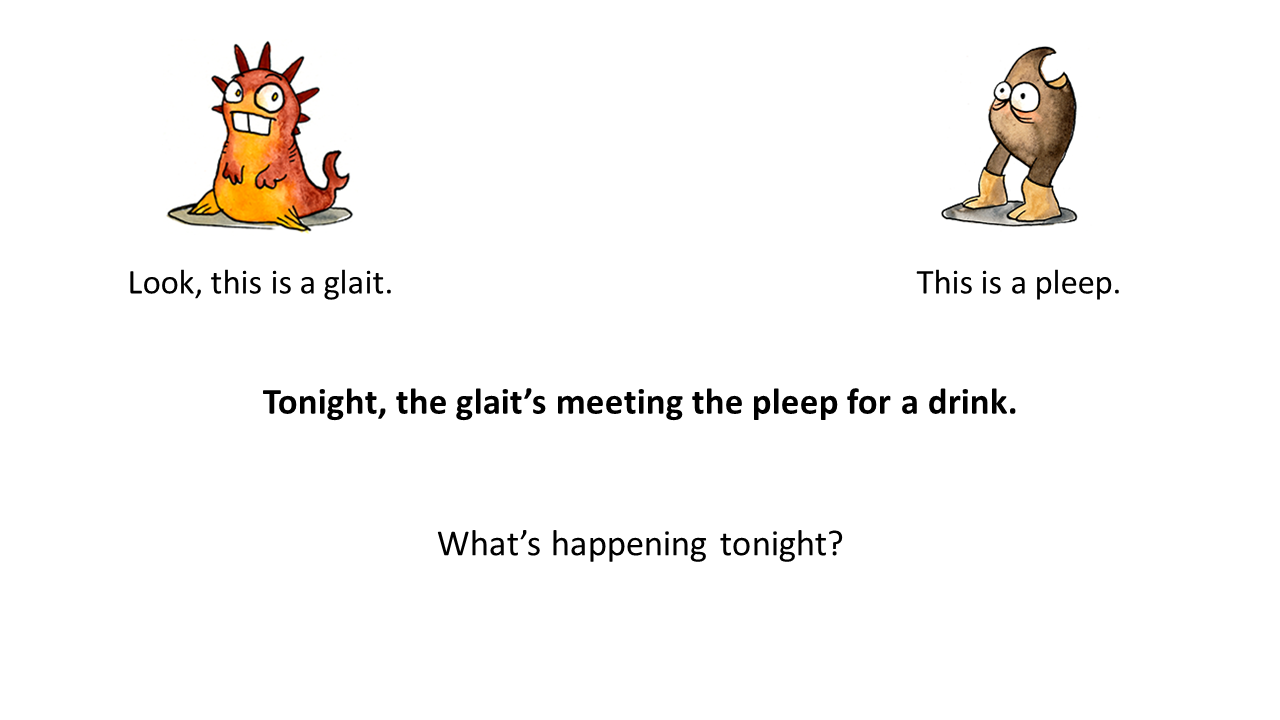 Look, this is a glait.
This is a pleep.
Tonight, the glait’s meeting the pleep for a drink.
What’s happening tonight?